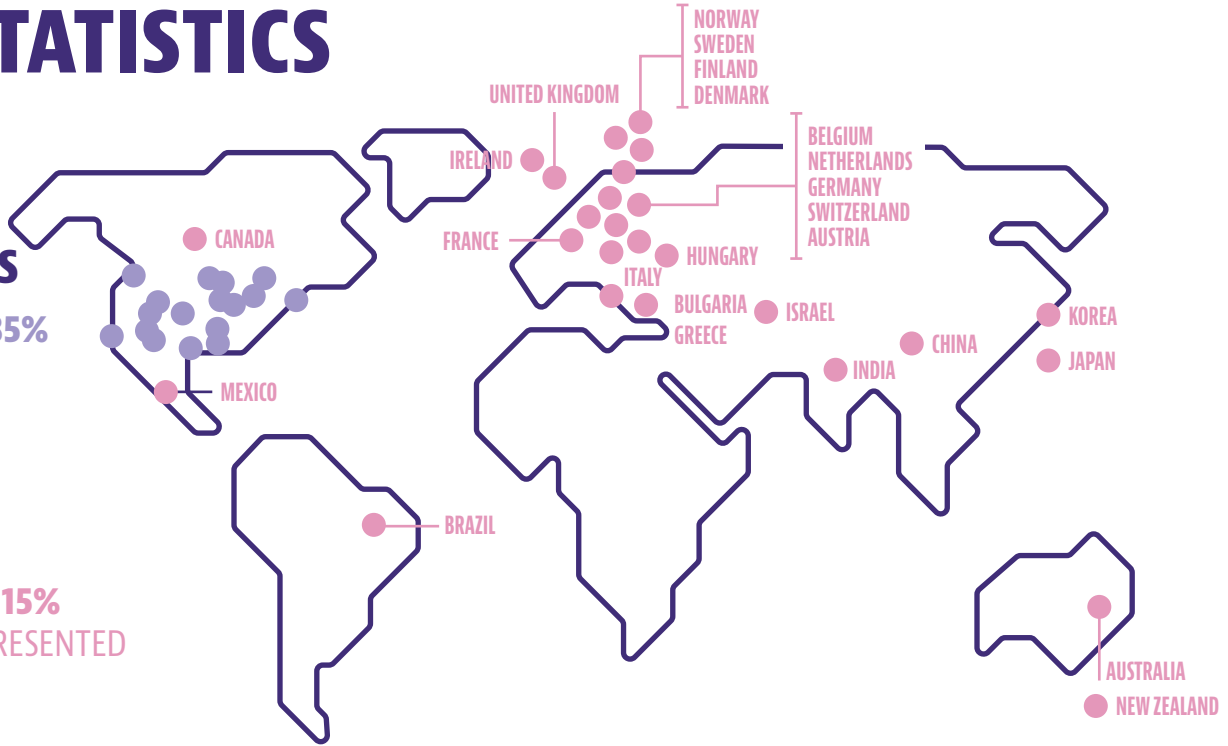 TATISTICS
NORWAY
SWEDEN
FINLAND
DENMARK
UNITED KINGDOM
IRELAND
BELGIUM
NETHERLANDS
GERMANY
SWITZERLAND
AUSTRIA
CANADA
FRANCE
HUNGARY
S
ITALY
BULGARIA
GREECE
ISRAEL
35%
KOREA
CHINA
JAPAN
INDIA
MEXICO
BRAZIL
15%
RESENTED
AUSTRALIA
NEW ZEALAND